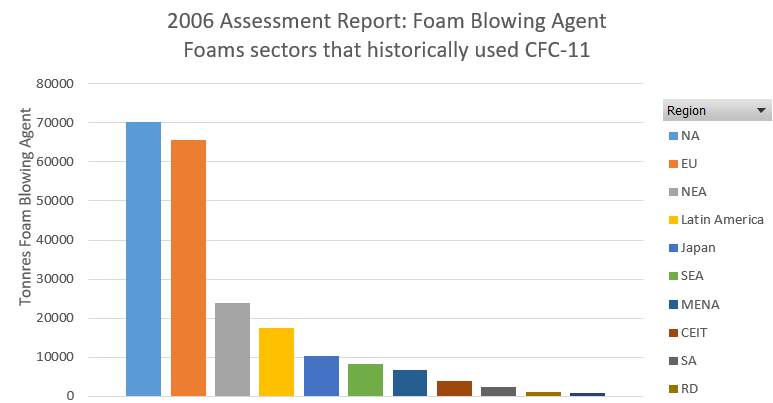 2006 Assessment Report: Foam Blowing Agent
Foams sectors that historically used CFC-11
80000
70000
60000
50000
40000
30000
20000
10000
0
Tonnres Foam Blowing Agent
Region
NA
EU
NEA
Latin America
Japan
SEA
MENA
CEIT
SA
RD